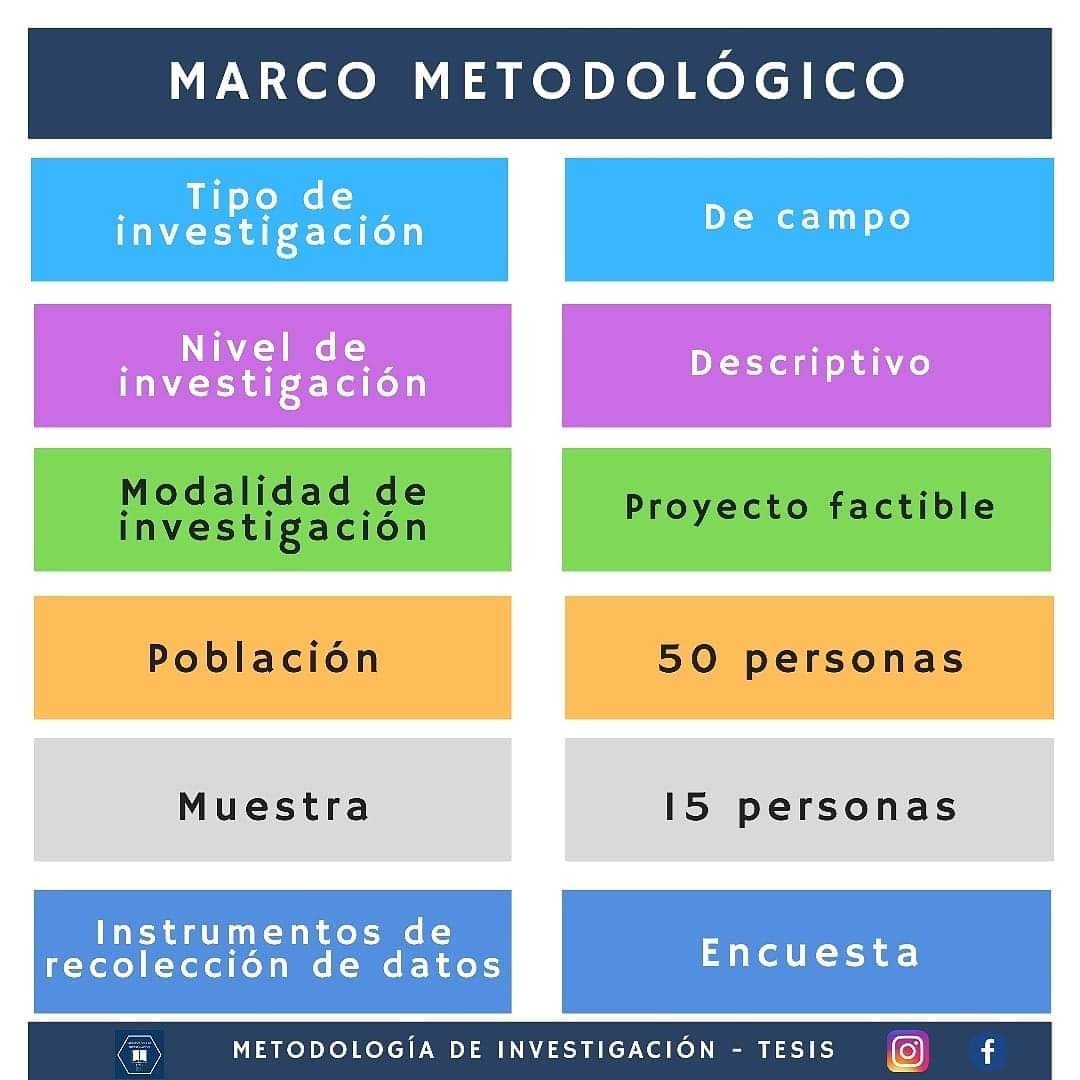 MARCO METODOLÓGICO
Tipo de
investigación
De campo
Nivel de
investigación
Descriptivo
Modalidad de
investigación
Proyecto factible
Población
50 personas
Muestra
15 personas
Instrumentos de
recolección de datos
Encuesta
METODOLOGÍA DE INVESTIGACIÓN - TESIS